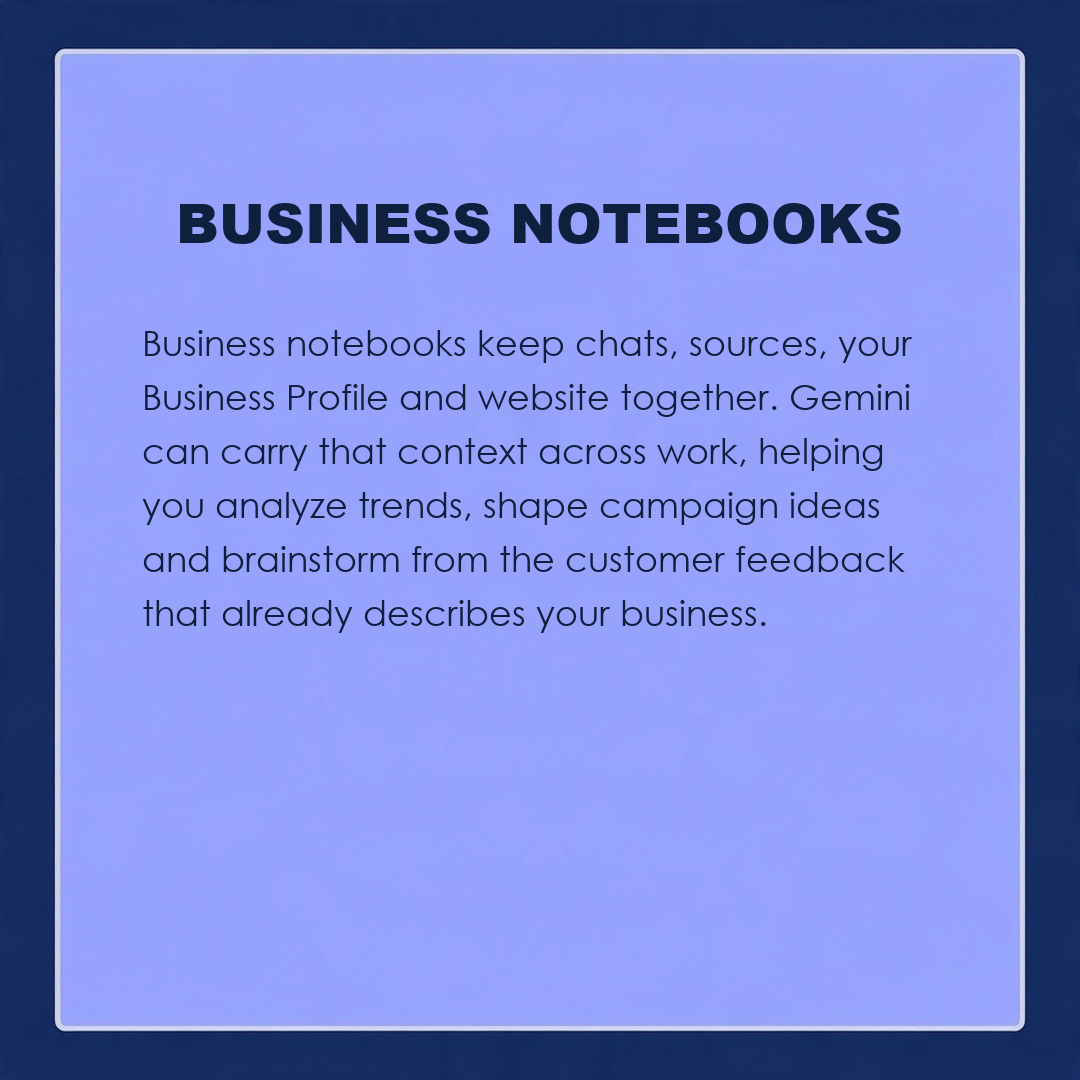 BUSINESS NOTEBOOKS
Business notebooks keep chats, sources, your
Business Profile and website together. Gemini
can carry that context across work, helping
you analyze trends, shape campaign ideas
and brainstorm from the customer feedback
that already describes your business.